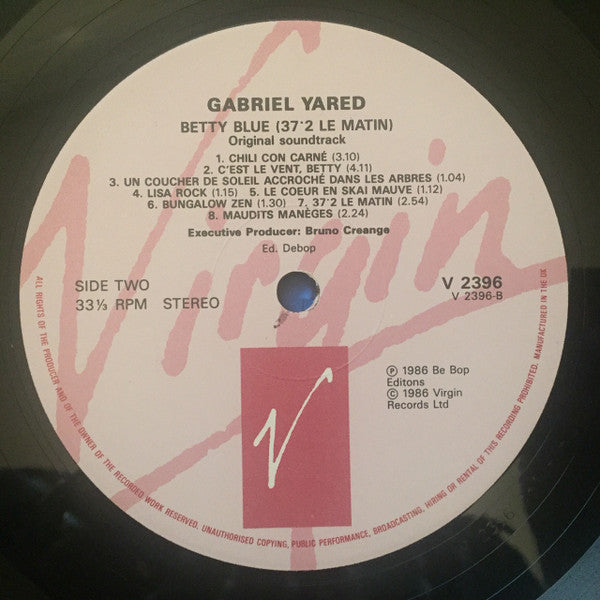 GABRIEL YARED
BETTY BLUE (37°2 LE MATIN)
Original soundtrack
1. CHILI CON CARNÉ (3.10)
2. C'EST LE VENT, BETTY (4.11)
3. UN COUCHER DE SOLEIL ACCROCHÉ DANS LES ARBRES (1.04)
4. LISA ROCK (1.15) 5. LE COEUR EN SKAI MAUVE (1.12)
6. BUNGALOW ZEN (1.30) 7. 37°2 LE MATIN (2.54)
8. MAUDITS MANÈGES (2.24)
Executive Producer: Bruno Creange
Ed. Debop
SIDE TWO
33⅓ RPM STEREO
V 2396
V 2396-B
Ⓟ 1986 Be Bop
Editons
© 1986 Virgin
Records Ltd
Virgin
V
ALL RIGHTS OF THE PRODUCER AND OF THE OWNER OF THE RECORDED WORK RESERVED. UNAUTHORISED COPYING, PUBLIC PERFORMANCE, BROADCASTING, HIRING OR RENTAL OF THIS RECORDING PROHIBITED. MANUFACTURED IN THE UK